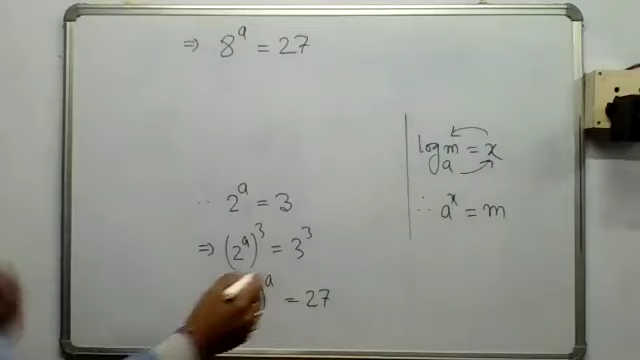 ⇒ 8^a = 27
log_a m = x
∴ a^x = m
∵ 2^a = 3
⇒ (2^a)^3 = 3^3
)^a = 27